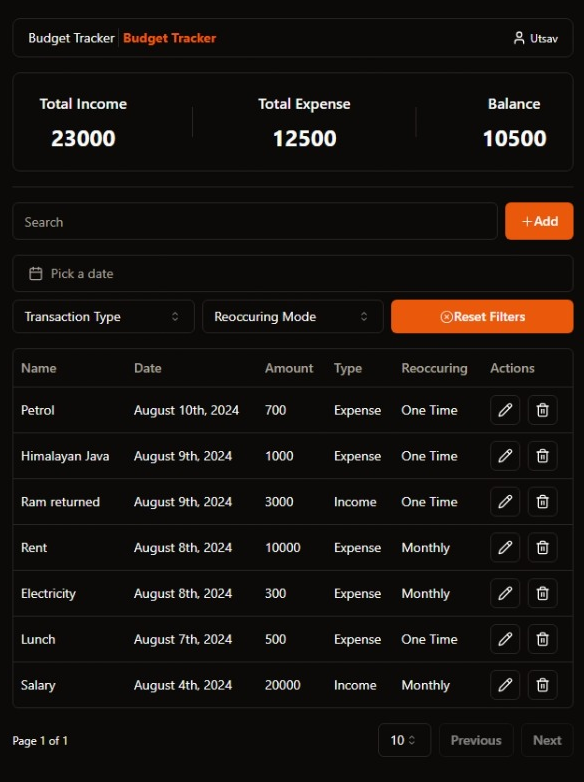 Budget Tracker Budget Tracker Utsav
Total Income Total Expense Balance
23000 12500 10500
Search +Add
Pick a date
Transaction Type Reoccuring Mode Reset Filters
Name Date Amount Type Reoccuring Actions
Petrol August 10th, 2024 700 Expense One Time
Himalayan Java August 9th, 2024 1000 Expense One Time
Ram returned August 9th, 2024 3000 Income One Time
Rent August 8th, 2024 10000 Expense Monthly
Electricity August 8th, 2024 300 Expense Monthly
Lunch August 7th, 2024 500 Expense One Time
Salary August 4th, 2024 20000 Income Monthly
Page 1 of 1 10 Previous Next